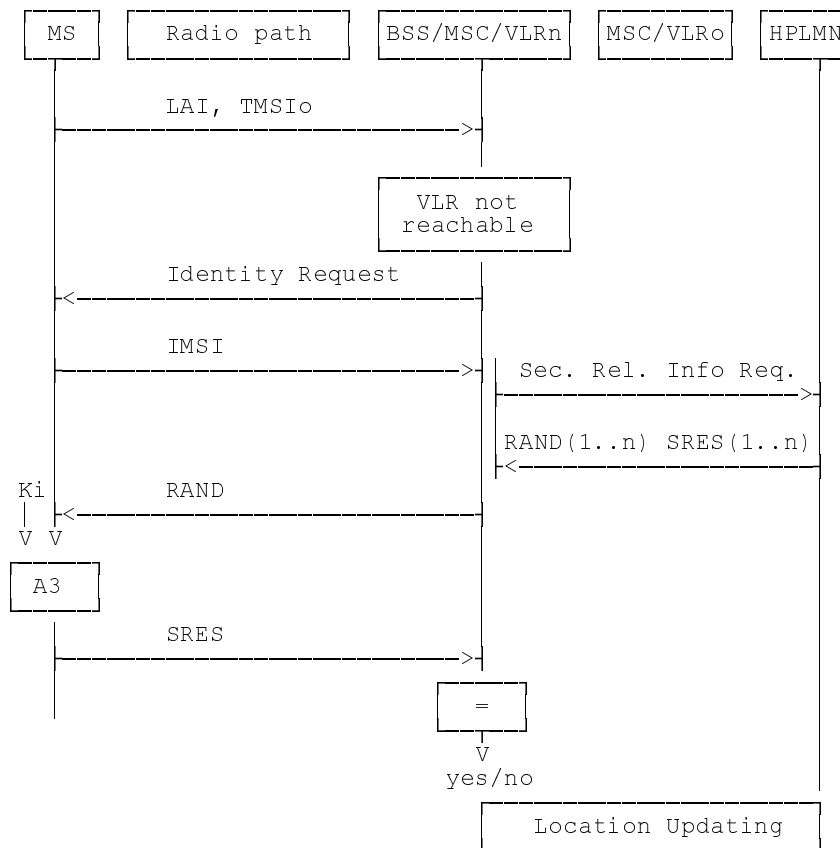 MS Radio path BSS/MSC/VLRn MSC/VLRo HPLMN
LAI, TMSIo
VLR not
reachable
Identity Request
IMSI
Sec. Rel. Info Req.
RAND(1..n) SRES(1..n)
Ki RAND
V V
A3
SRES
=
V
yes/no
Location Updating